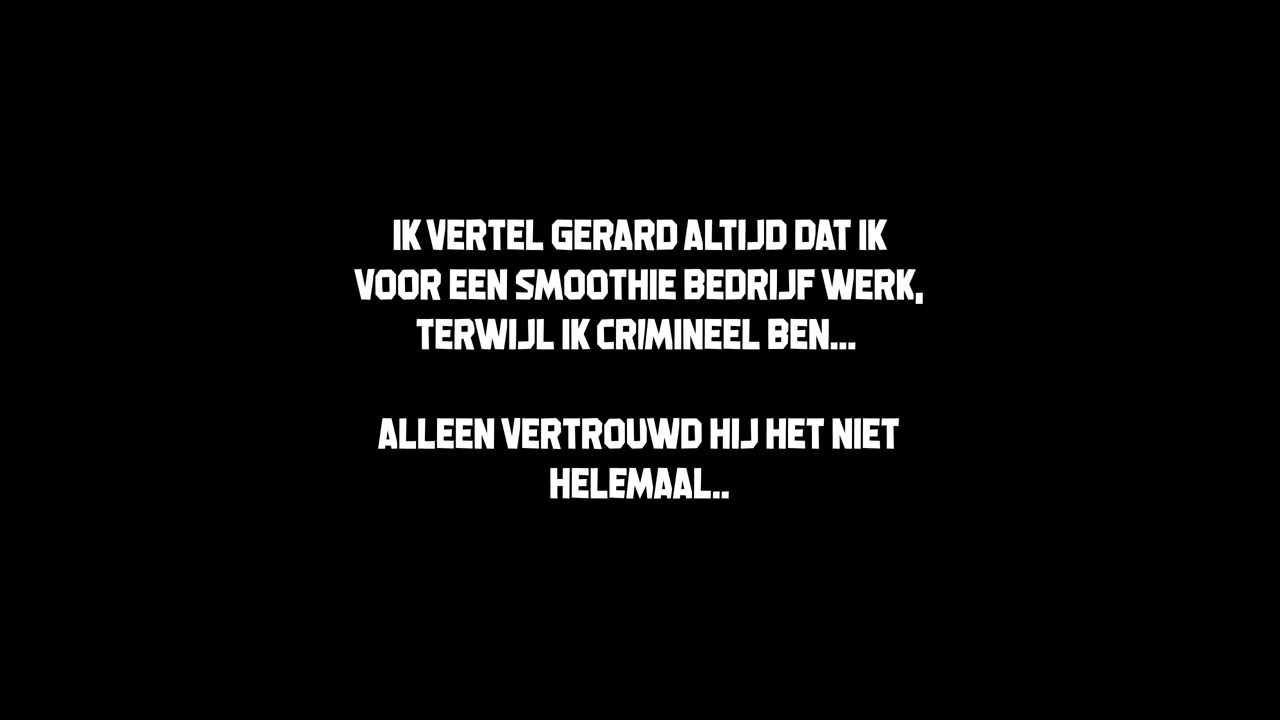 IK VERTEL GERARD ALTIJD DAT IK
VOOR EEN SMOOTHIE BEDRIJF WERK,
TERWIJL IK CRIMINEEL BEN...
ALLEEN VERTROUWD HIJ HET NIET
HELEMAAL..